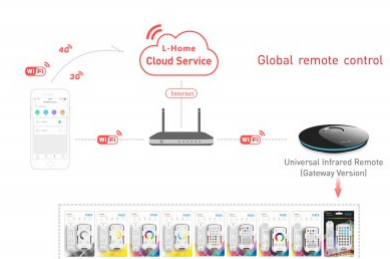 4G
L-Home
Cloud Service
Global remote control
WiFi
3G
Internet
WiFi
WiFi
Universal Infrared Remote
(Gateway Version)